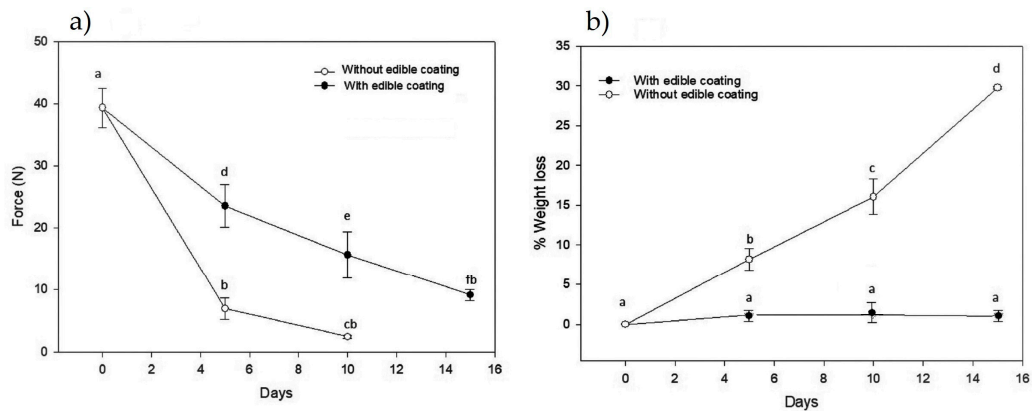 a)
50
40
30
20
10
0
Force (N)
0 2 4 6 8 10 12 14 16
Days
Without edible coating
With edible coating
a
d
e
fb
b
cb
b)
35
30
25
20
15
10
5
0
% Weight loss
0 2 4 6 8 10 12 14 16
Days
With edible coating
Without edible coating
d
c
b
a
a
a
a